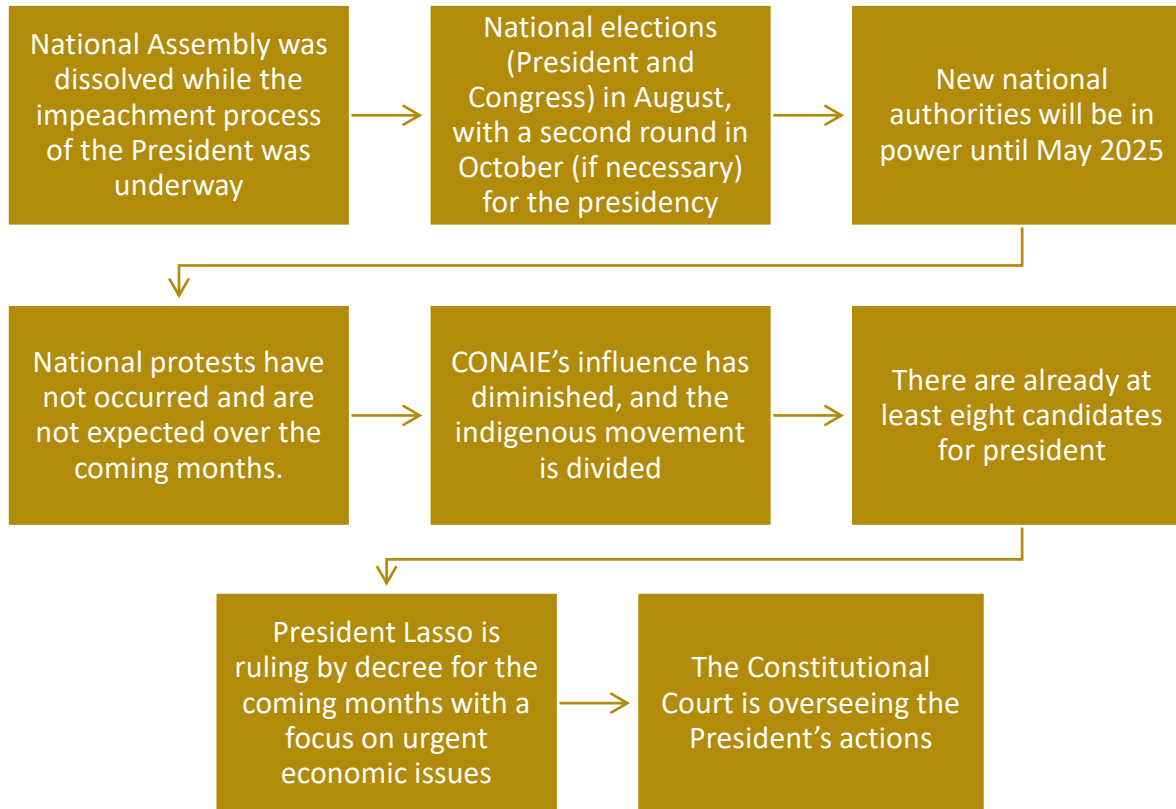 National Assembly was
dissolved while the
impeachment process
of the President was
underway
National elections
(President and
Congress) in August,
with a second round in
October (if necessary)
for the presidency
New national
authorities will be in
power until May 2025
National protests have
not occurred and are
not expected over the
coming months.
CONAIE’s influence has
diminished, and the
indigenous movement
is divided
There are already at
least eight candidates
for president
President Lasso is
ruling by decree for the
coming months with a
focus on urgent
economic issues
The Constitutional
Court is overseeing the
President’s actions